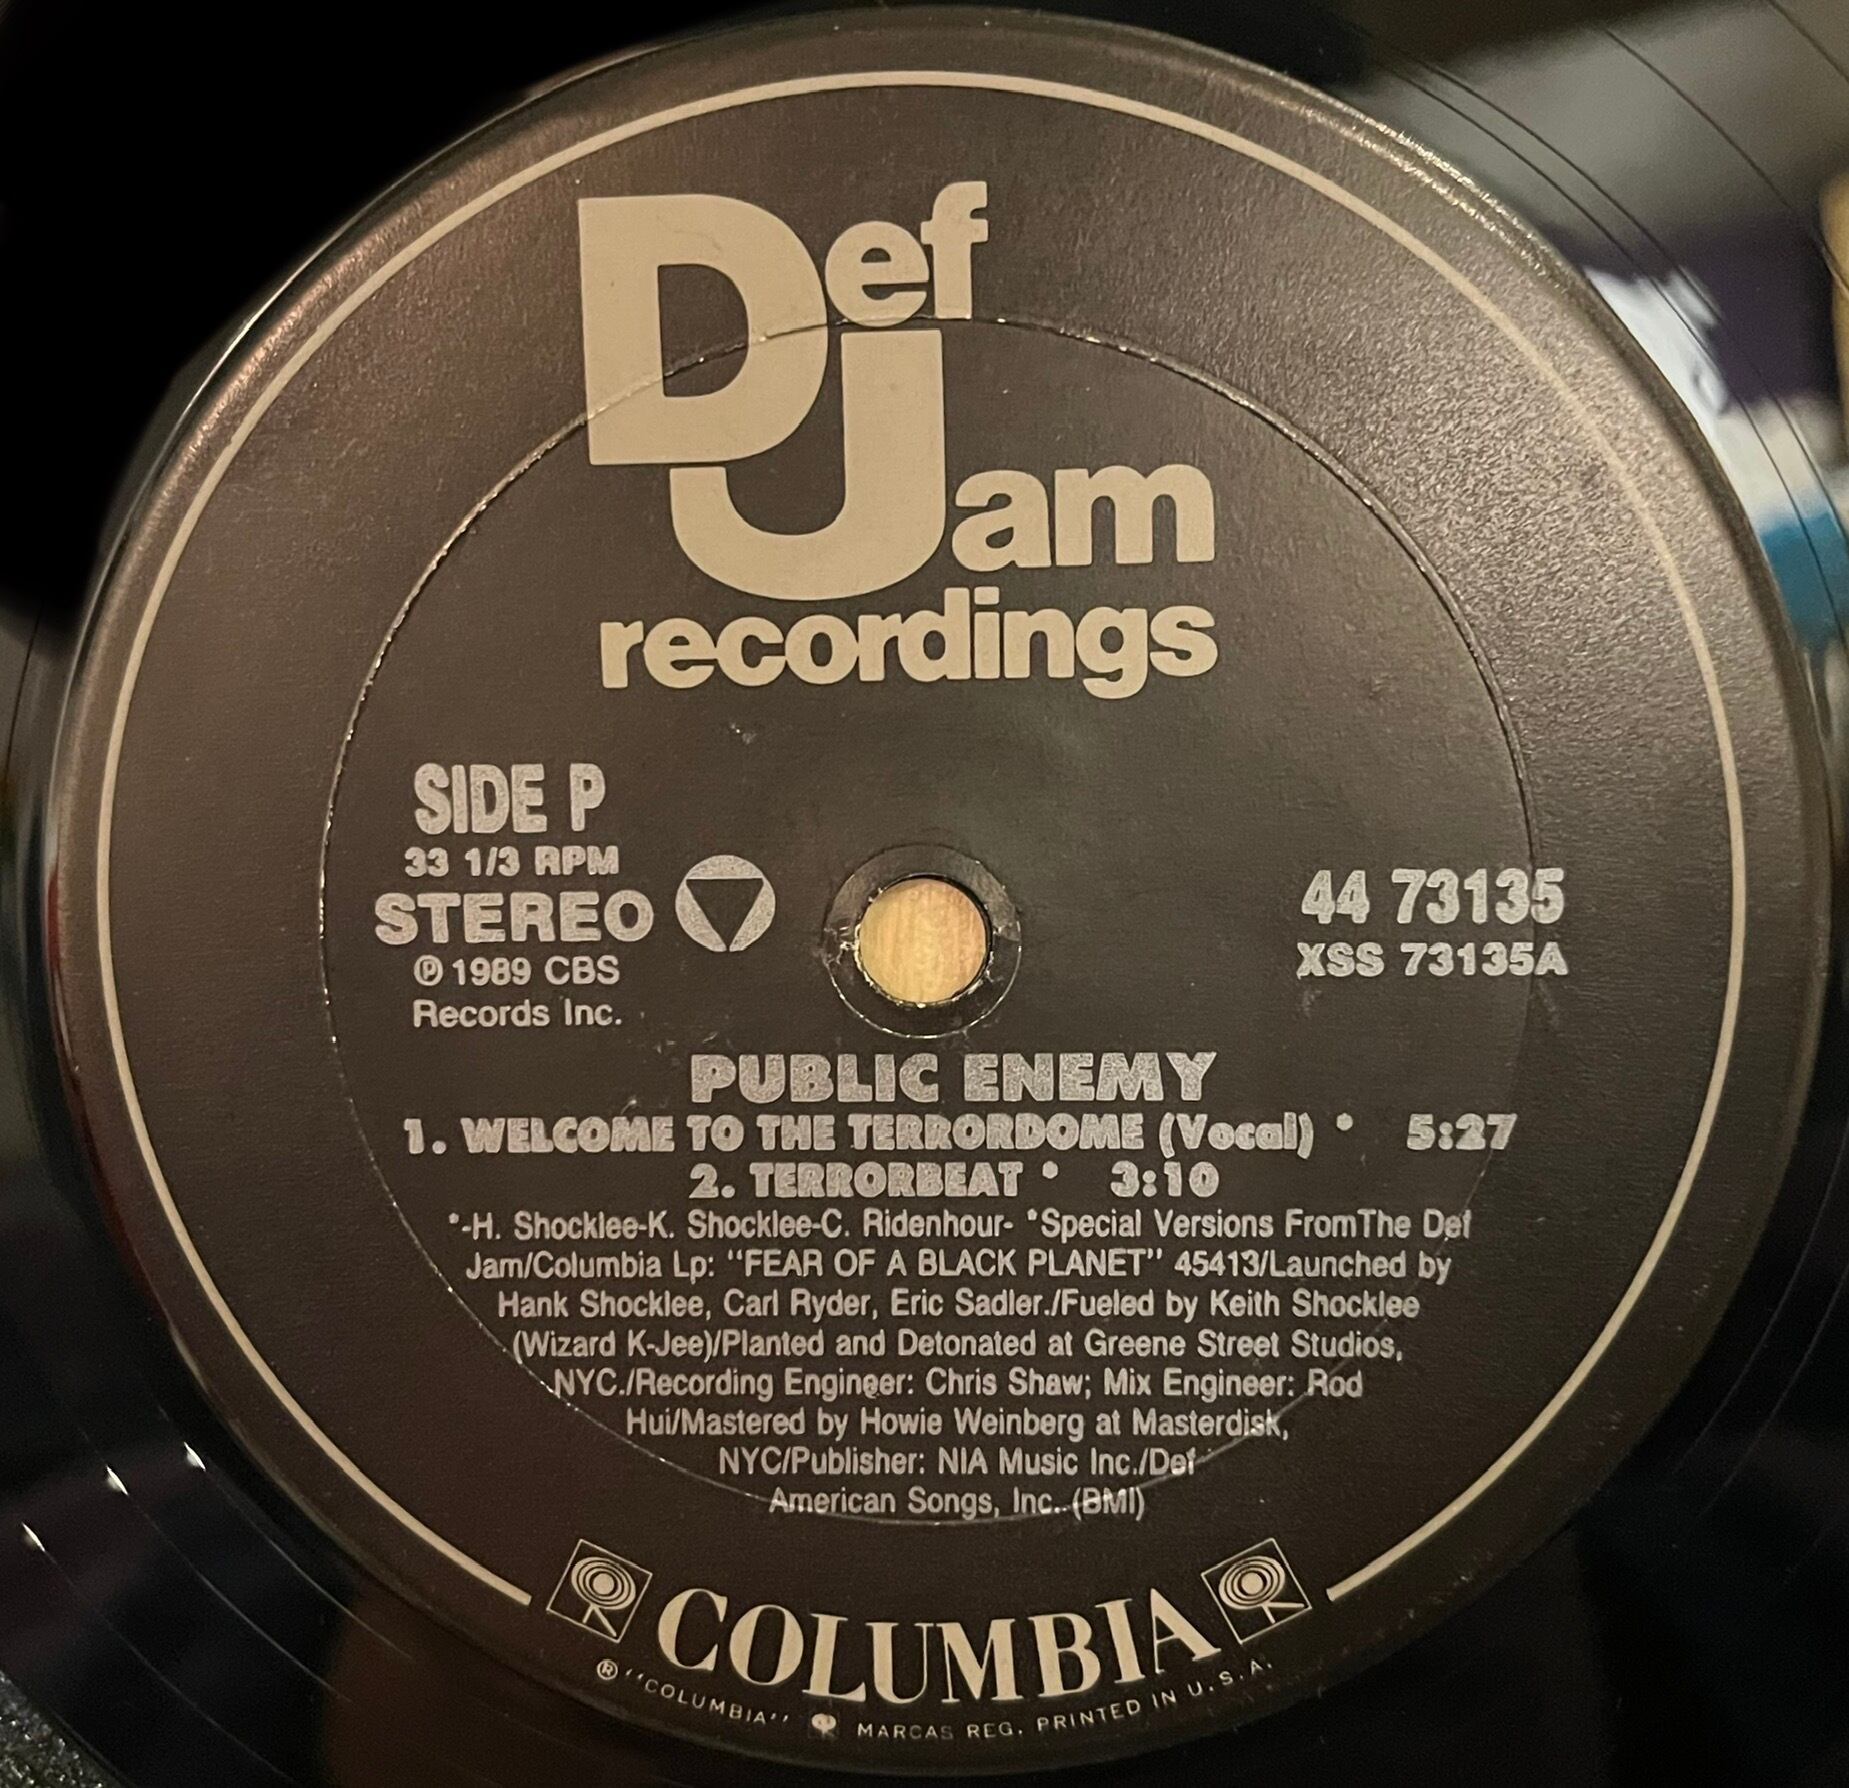 Def
Jam
recordings
SIDE P
33 1/3 RPM
STEREO
℗ 1989 CBS
Records Inc.
44 73135
XSS 73135A
PUBLIC ENEMY
1. WELCOME TO THE TERRORDOME (Vocal) * 5:27
2. TERRORBEAT * 3:10
*-H. Shocklee-K. Shocklee-C. Ridenhour- *Special Versions FromThe Def
Jam/Columbia Lp: "FEAR OF A BLACK PLANET" 45413/Launched by
Hank Shocklee, Carl Ryder, Eric Sadler./Fueled by Keith Shocklee
(Wizard K-Jee)/Planted and Detonated at Greene Street Studios,
NYC./Recording Engineer: Chris Shaw; Mix Engineer: Rod
Hui/Mastered by Howie Weinberg at Masterdisk,
NYC/Publisher: NIA Music Inc./Def
American Songs, Inc. (BMI)
COLUMBIA
® "COLUMBIA" MARCAS REG. PRINTED IN U.S.A.